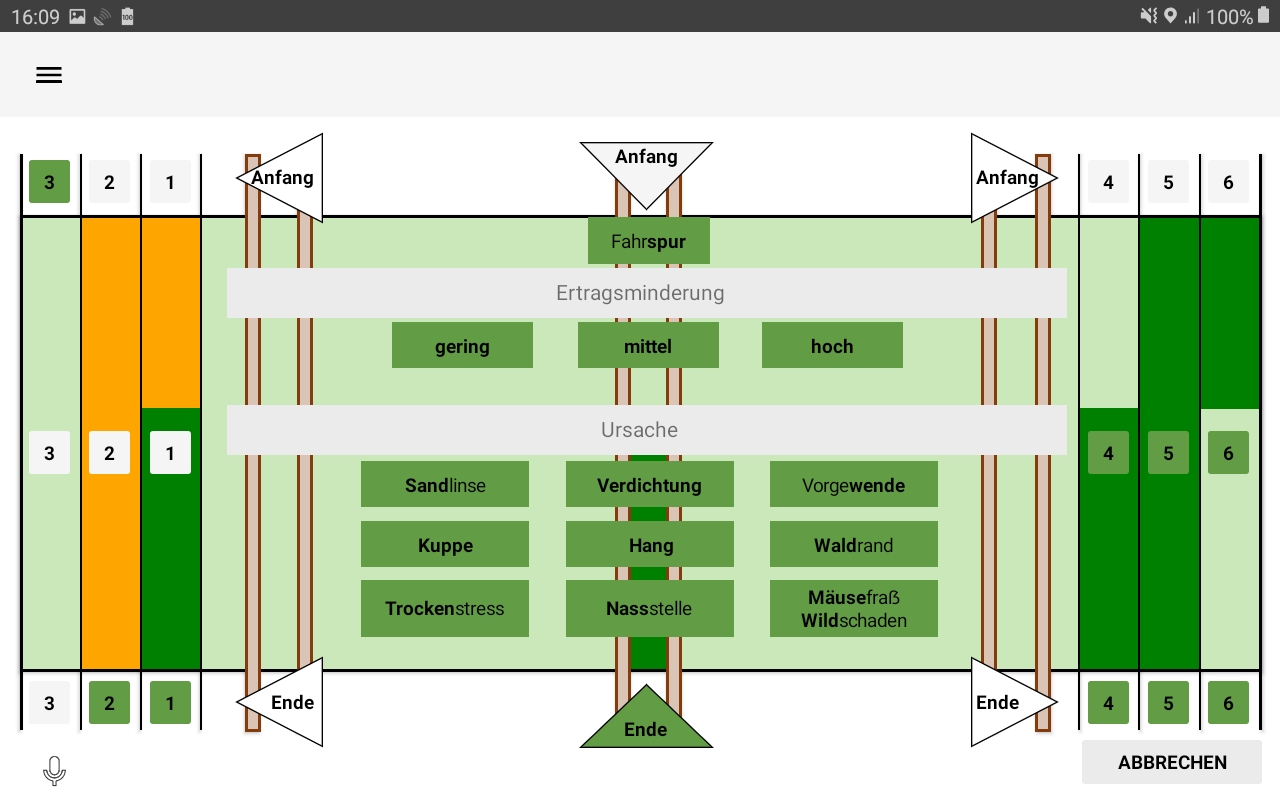 16:09 100 100%
Anfang Anfang Anfang
3 2 1 4 5 6
Fahrspur
Ertragsminderung
gering mittel hoch
Ursache
3 2 1 4 5 6
Sandlinse Verdichtung Vorgewende
Kuppe Hang Waldrand
Trockenstress Nassstelle Mäusefraß
Wildschaden
3 2 1 Ende Ende 4 5 6
Ende
ABBRECHEN